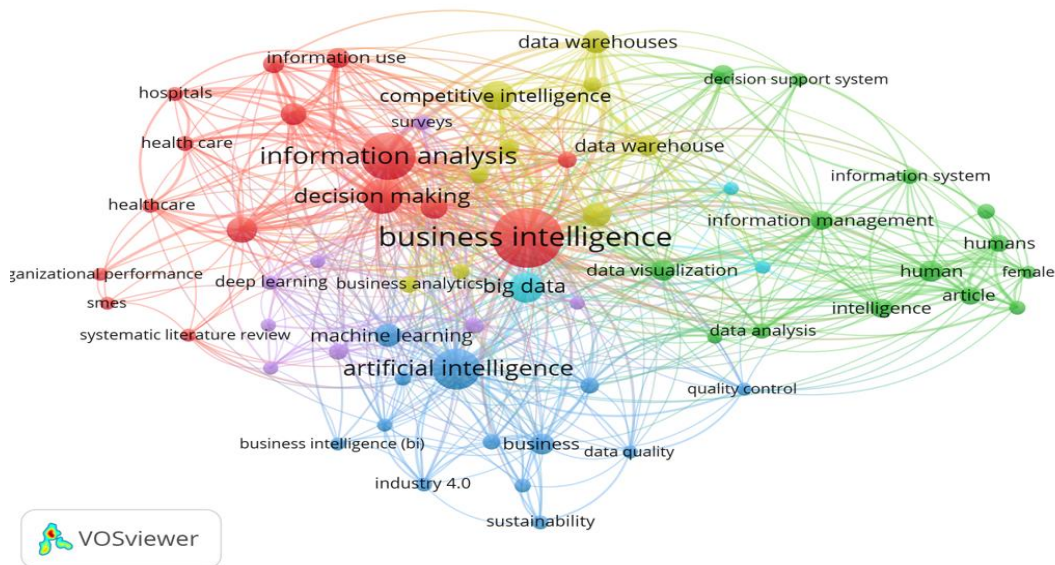 data warehouses
information use
decision support system
hospitals
competitive intelligence
surveys
health care
data warehouse
information analysis
information system
decision making
healthcare
information management
business intelligence
humans
data visualization
human
female
ganizational performance
deep learning
business analytics
big data
article
smes
intelligence
systematic literature review
machine learning
data analysis
artificial intelligence
quality control
business intelligence (bi)
business
data quality
industry 4.0
sustainability
VOSviewer